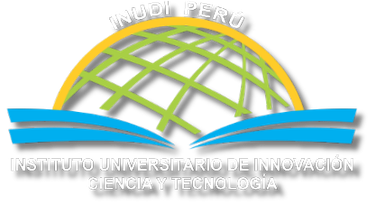 INUDI PERÚ
INSTITUTO UNIVERSITARIO DE INNOVACIÓN
CIENCIA Y TECNOLOGÍA